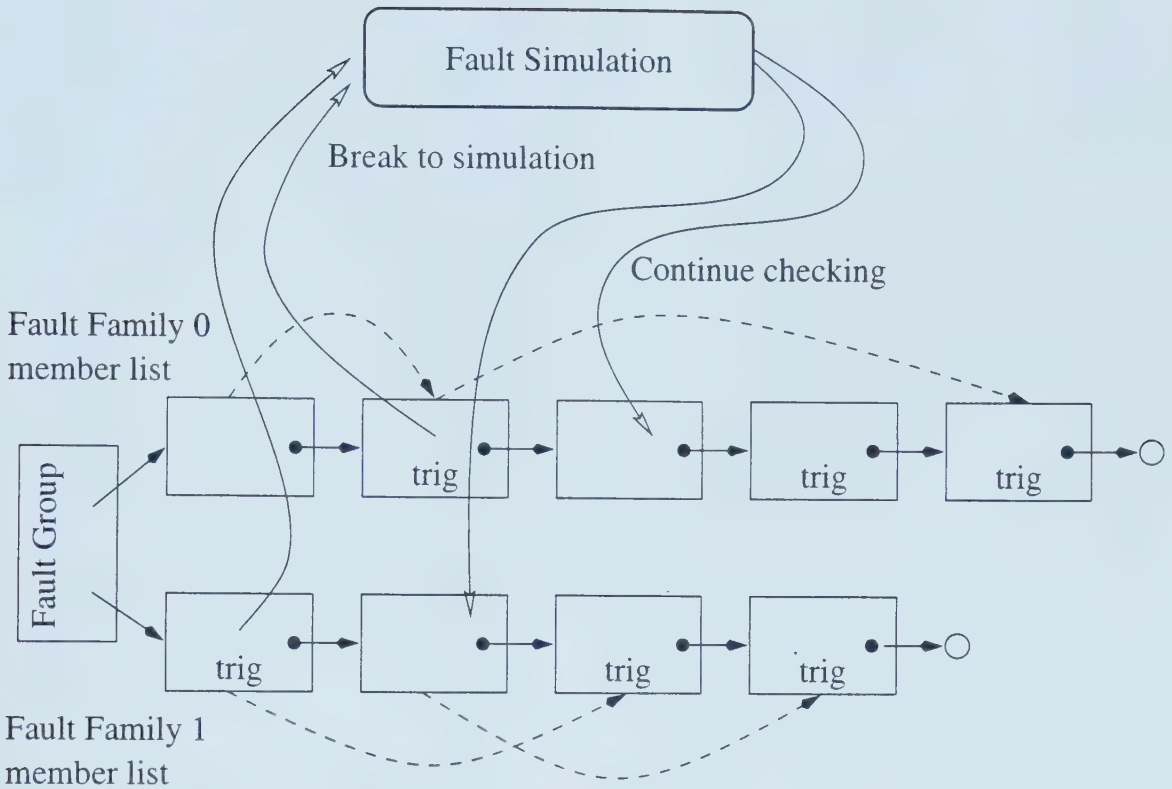 Fault Simulation
Break to simulation
Continue checking
Fault Family 0
member list
trig
trig
trig
Fault Group
trig
trig
trig
Fault Family 1
member list